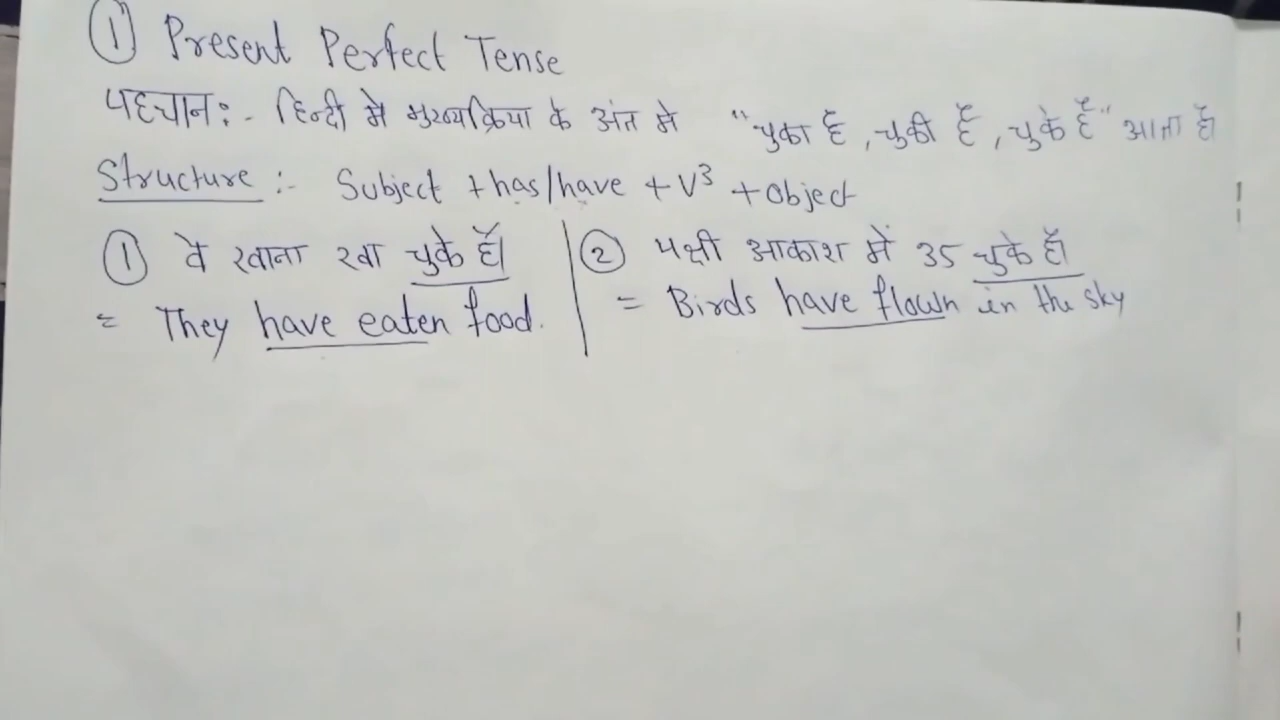 ① Present Perfect Tense
पहचान :- हिन्दी में मुख्यक्रिया के अंत में "चुका है, चुकी है, चुके हैं" आता है।
Structure :- Subject + has/have + V³ + Object
① वे खाना खा चुके हैं।
= They have eaten food.
② पक्षी आकाश में उड़ चुके हैं।
= Birds have flown in the sky